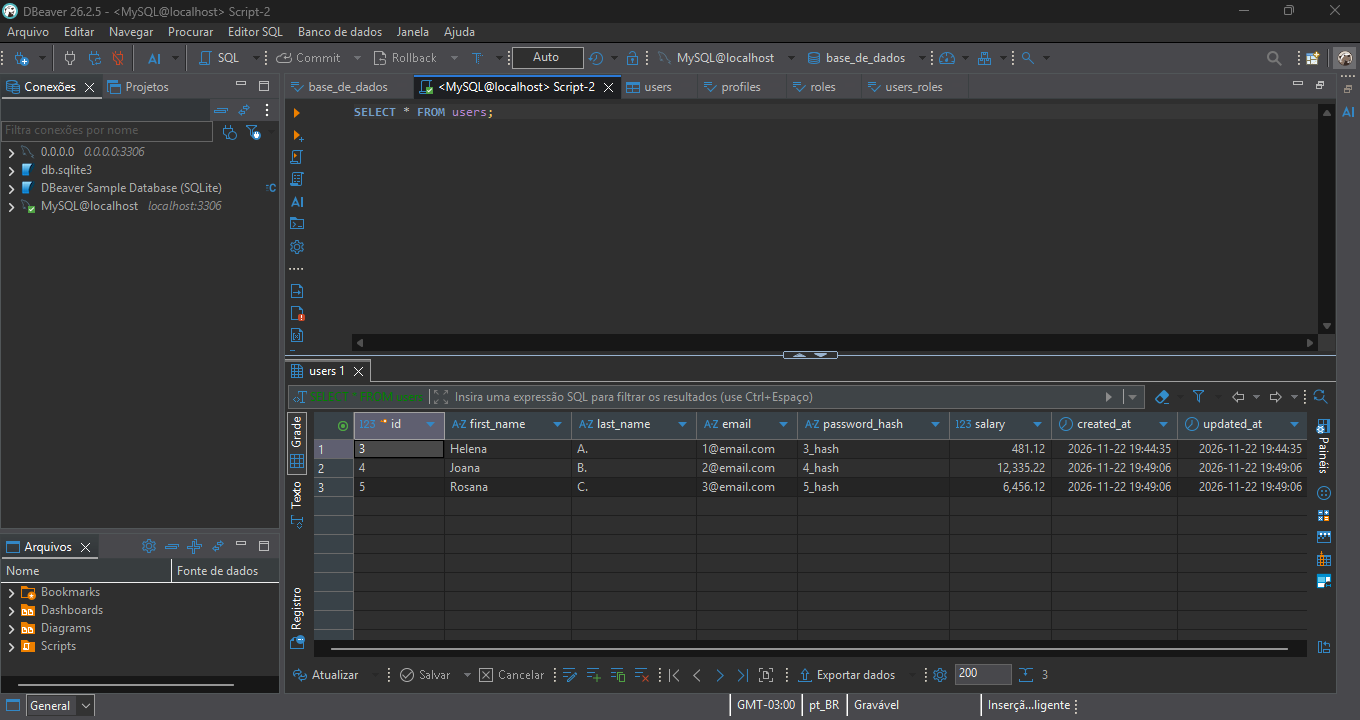 DBeaver 26.2.5 - <MySQL@localhost> Script-2
Arquivo Editar Navegar Procurar Editor SQL Banco de dados Janela Ajuda
AI SQL Commit Rollback T Auto MySQL@localhost base_de_dados
Conexões Projetos
base_de_dados <MySQL@localhost> Script-2 users profiles roles users_roles
Filtra conexões por nome
0.0.0.0 0.0.0.0:3306
db.sqlite3
DBeaver Sample Database (SQLite)
MySQL@localhost localhost:3306
SELECT * FROM users;
AI
AI
users 1
SELECT * FROM users Insira uma expressão SQL para filtrar os resultados (use Ctrl+Espaço)
Grade
Texto
Registro
123 id A-Z first_name A-Z last_name A-Z email A-Z password_hash 123 salary created_at updated_at
1 3 Helena A. 1@email.com 3_hash 481.12 2026-11-22 19:44:35 2026-11-22 19:44:35
2 4 Joana B. 2@email.com 4_hash 12,335.22 2026-11-22 19:49:06 2026-11-22 19:49:06
3 5 Rosana C. 3@email.com 5_hash 6,456.12 2026-11-22 19:49:06 2026-11-22 19:49:06
Painéis
Arquivos
Nome Fonte de dados
Bookmarks
Dashboards
Diagrams
Scripts
Atualizar Salvar Cancelar Exportar dados 200 3
General
GMT-03:00 pt_BR Gravável Inserçã...ligente